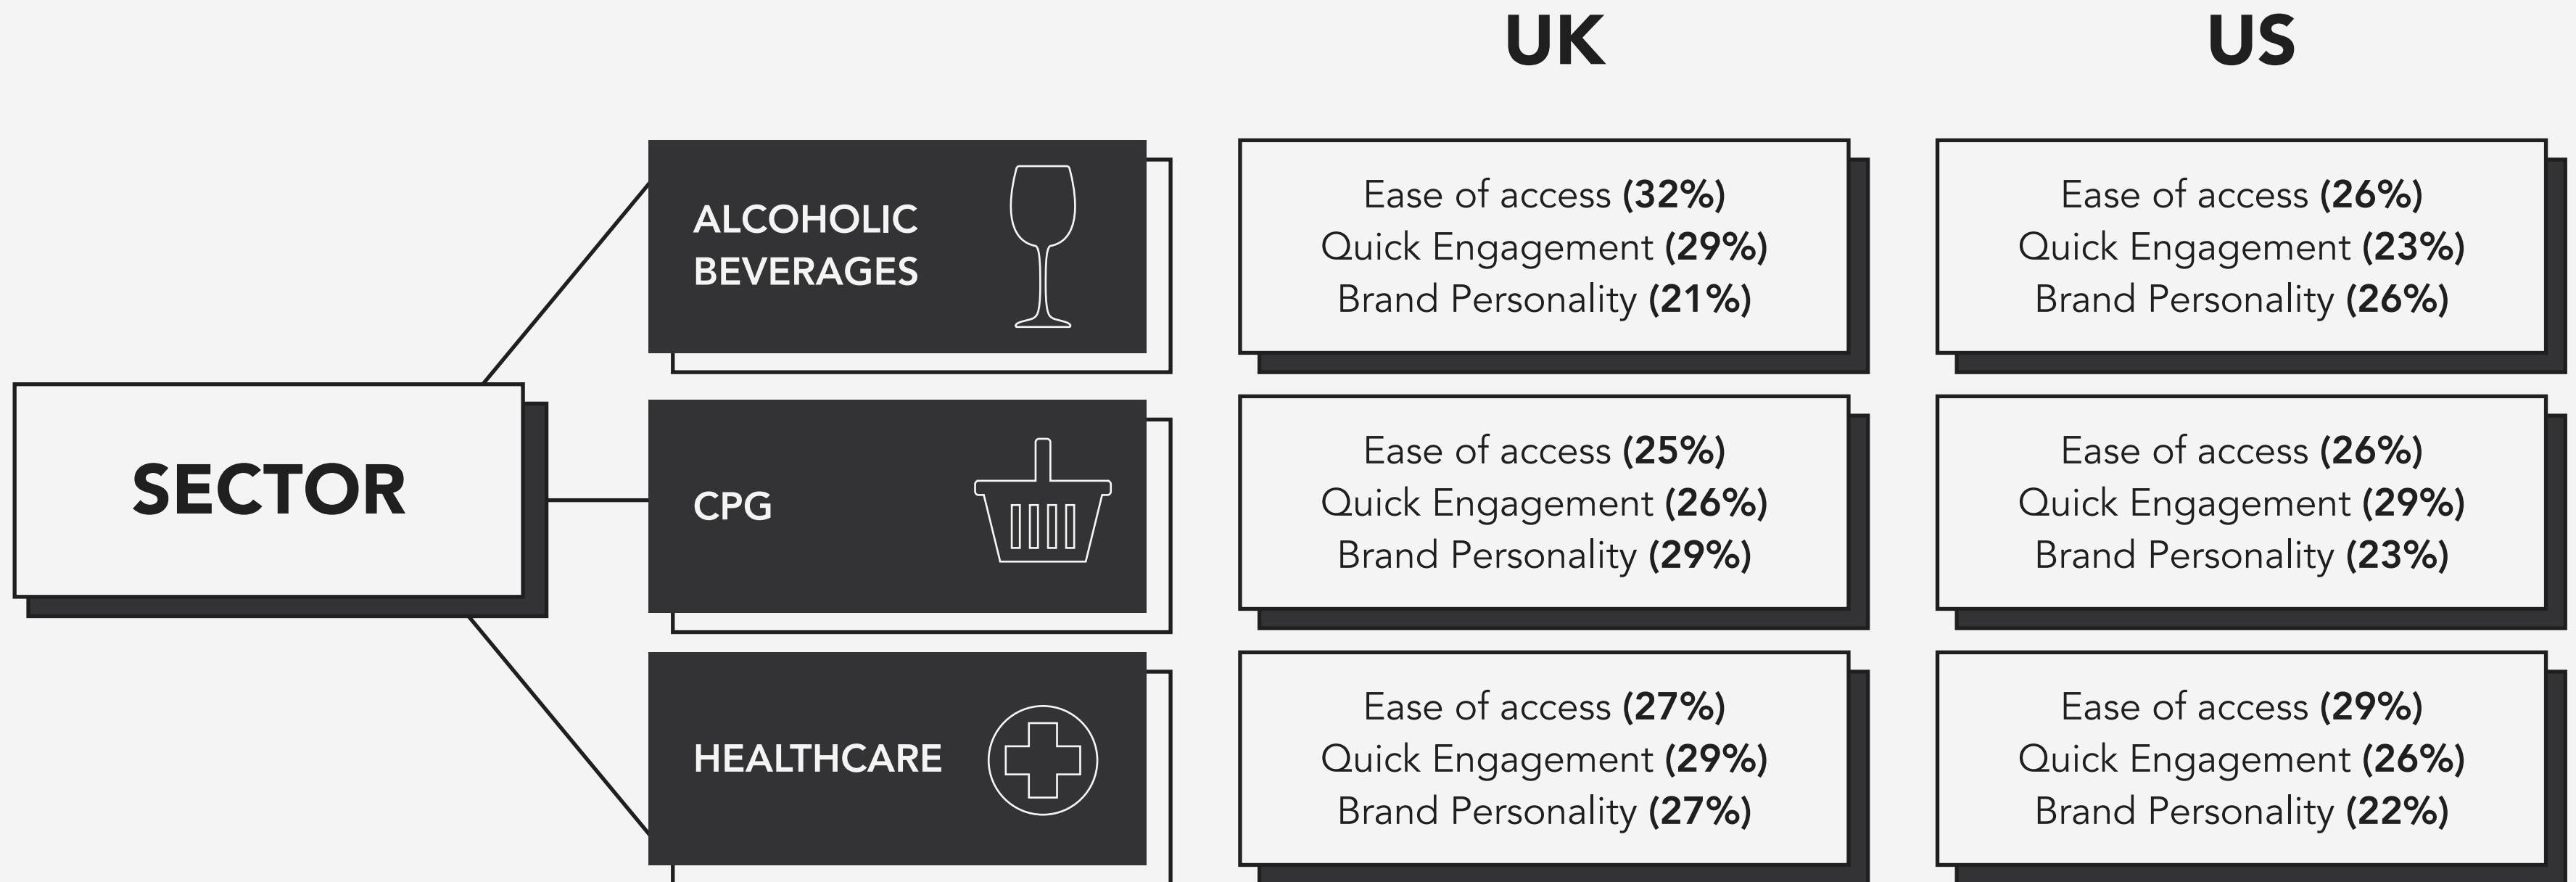 UK
US
SECTOR
ALCOHOLIC
BEVERAGES
Ease of access (32%)
Quick Engagement (29%)
Brand Personality (21%)
Ease of access (26%)
Quick Engagement (23%)
Brand Personality (26%)
CPG
Ease of access (25%)
Quick Engagement (26%)
Brand Personality (29%)
Ease of access (26%)
Quick Engagement (29%)
Brand Personality (23%)
HEALTHCARE
Ease of access (27%)
Quick Engagement (29%)
Brand Personality (27%)
Ease of access (29%)
Quick Engagement (26%)
Brand Personality (22%)